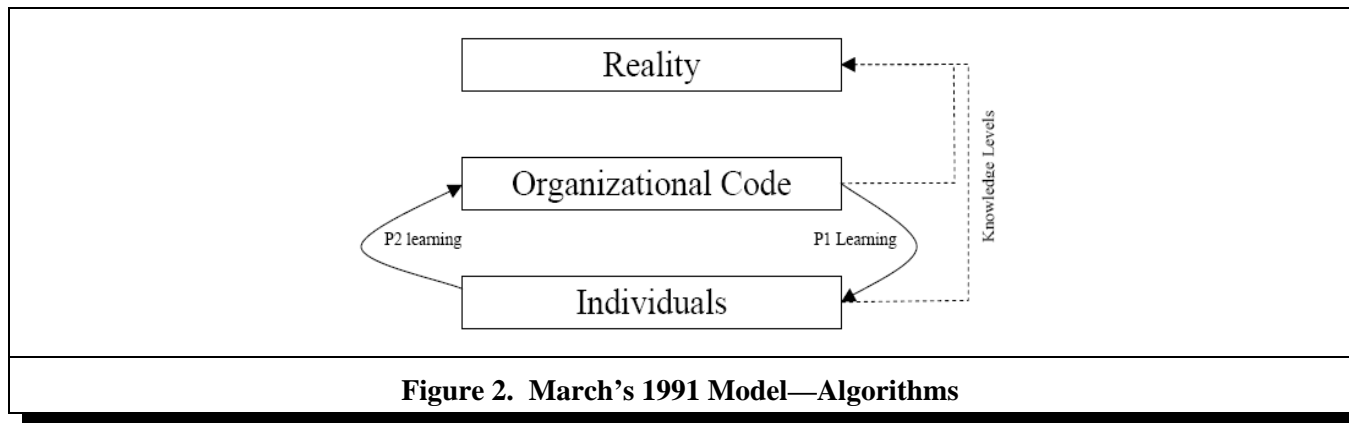 Reality
Organizational Code
P2 learning
P1 Learning
Knowledge Levels
Individuals
Figure 2. March's 1991 Model—Algorithms